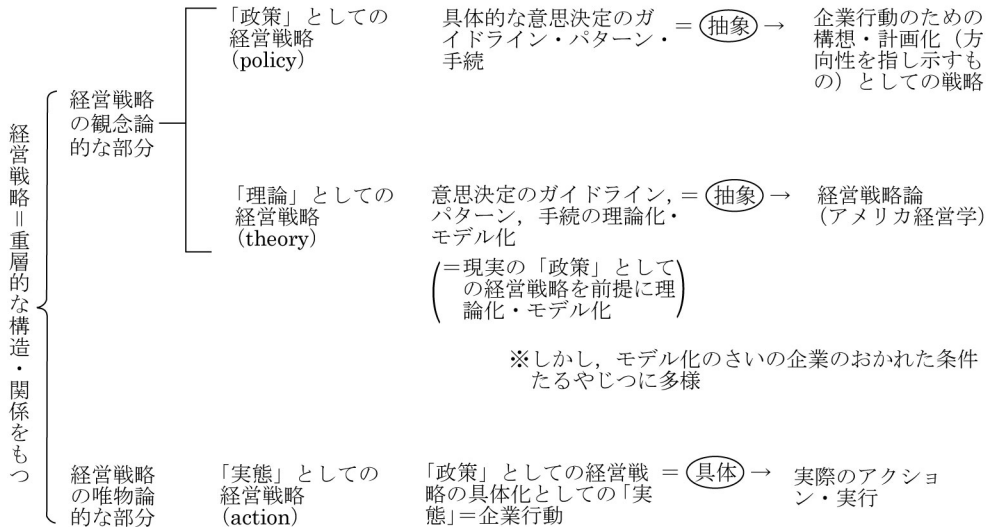 経営戦略＝重層的な構造・関係をもつ
経営戦略
の観念論
的な部分
「政策」としての
経営戦略
（policy）
具体的な意思決定のガ
イドライン・パターン・
手続
＝ 抽象 →
企業行動のための
構想・計画化（方
向性を指し示すも
の）としての戦略
「理論」としての
経営戦略
（theory）
意思決定のガイドライン，
パターン，手続の理論化・
モデル化
（＝現実の「政策」として
の経営戦略を前提に理
論化・モデル化）
＝ 抽象 →
経営戦略論
（アメリカ経営学）
※しかし，モデル化のさいの企業のおかれた条件
たるやじつに多様
経営戦略
の唯物論
的な部分
「実態」としての
経営戦略
（action）
「政策」としての経営戦
略の具体化としての「実
態」＝企業行動
＝ 具体 →
実際のアクショ
ン・実行